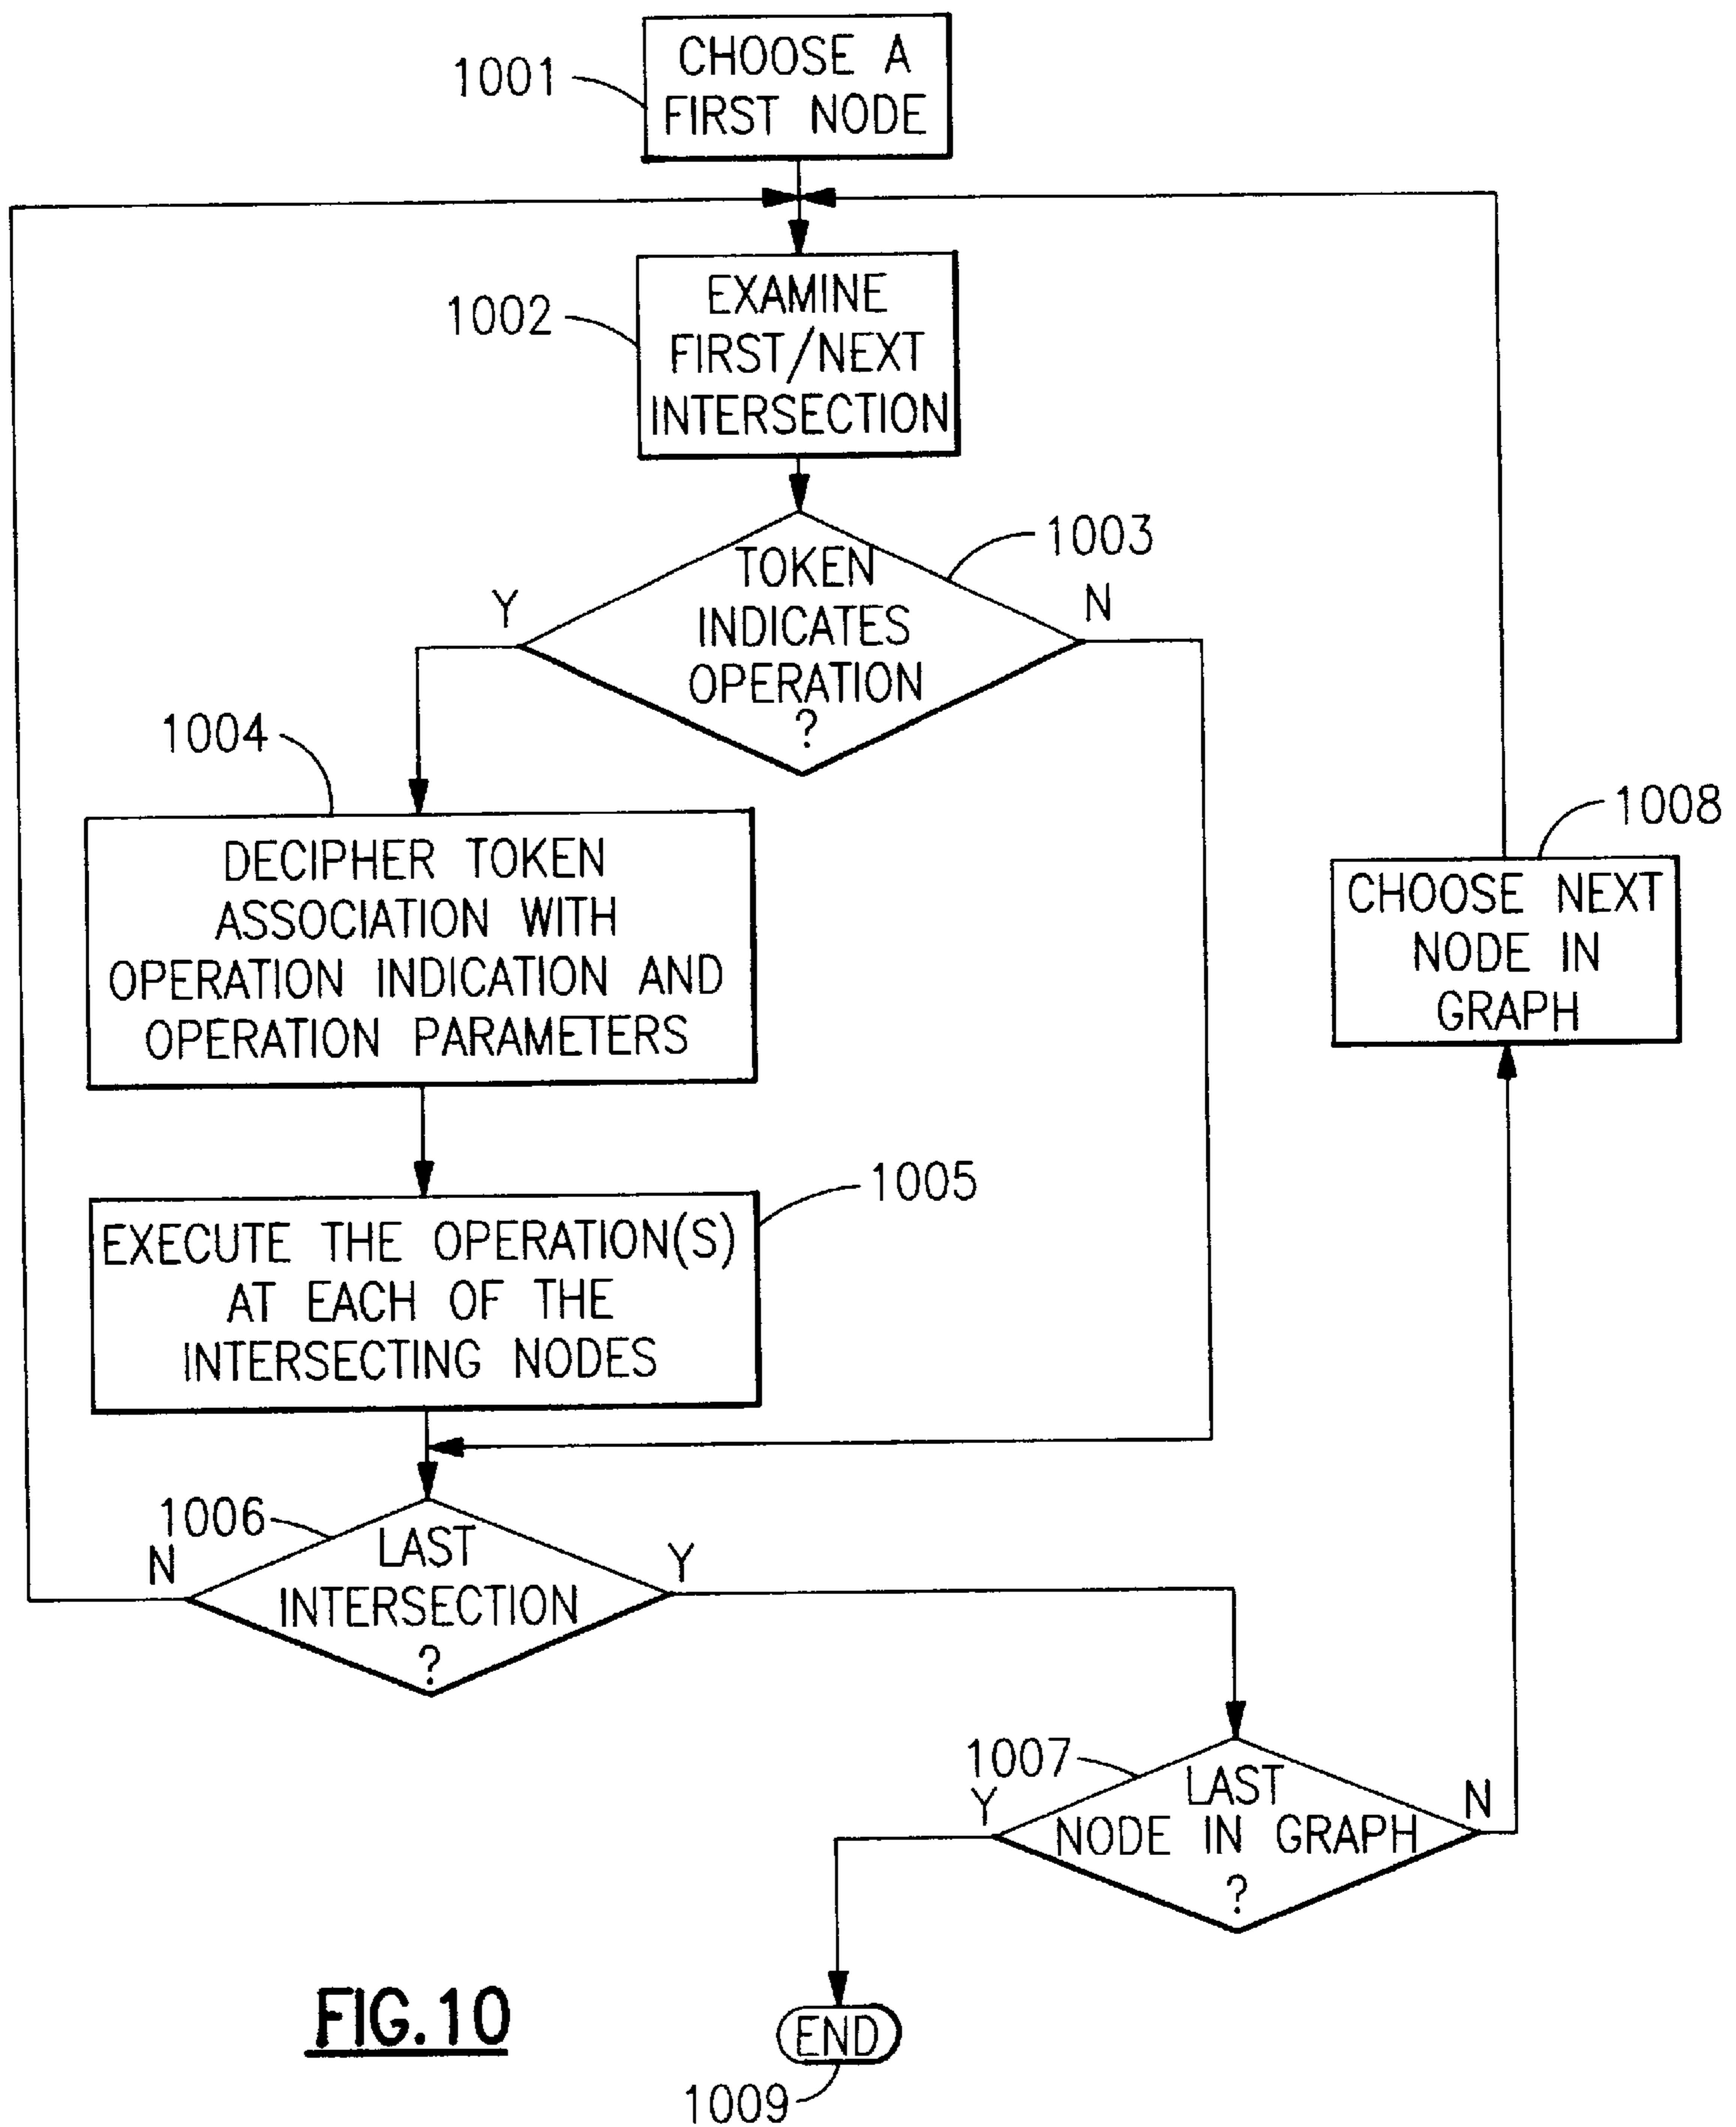 CHOOSE A
FIRST NODE
1001
EXAMINE
FIRST/NEXT
INTERSECTION
1002
TOKEN
INDICATES
OPERATION
?
1003
Y
N
1004
DECIPHER TOKEN
ASSOCIATION WITH
OPERATION INDICATION AND
OPERATION PARAMETERS
1008
CHOOSE NEXT
NODE IN
GRAPH
1005
EXECUTE THE OPERATION(S)
AT EACH OF THE
INTERSECTING NODES
1006
N
LAST
INTERSECTION
?
Y
1007
Y
LAST
NODE IN GRAPH
?
N
END
1009
FIG.10